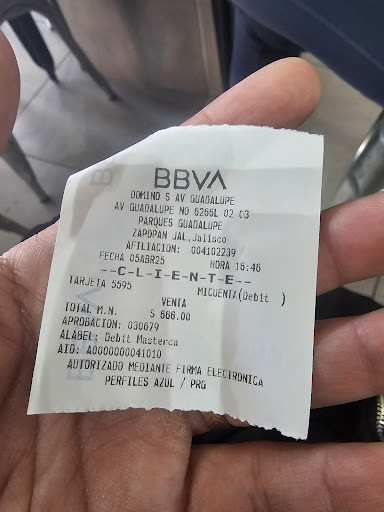 BBVA
DOMINO S AV GUADALUPE
AV GUADALUPE NO 6266L 02 03
PARQUES GUADALUPE
ZAPOPAN JAL,Jalisco
AFILIACION: 004102239
FECHA 05ABR25 HORA 16:46
--C-L-I-E-N-T-E--
TARJETA 5595 MICUENTA(Debit )
VENTA
TOTAL M.N. $ 666.00
APROBACION: 030679
ALABEL: Debit Masterca
AID: A0000000041010
AUTORIZADO MEDIANTE FIRMA ELECTRONICA
PERFILES AZUL / PRG